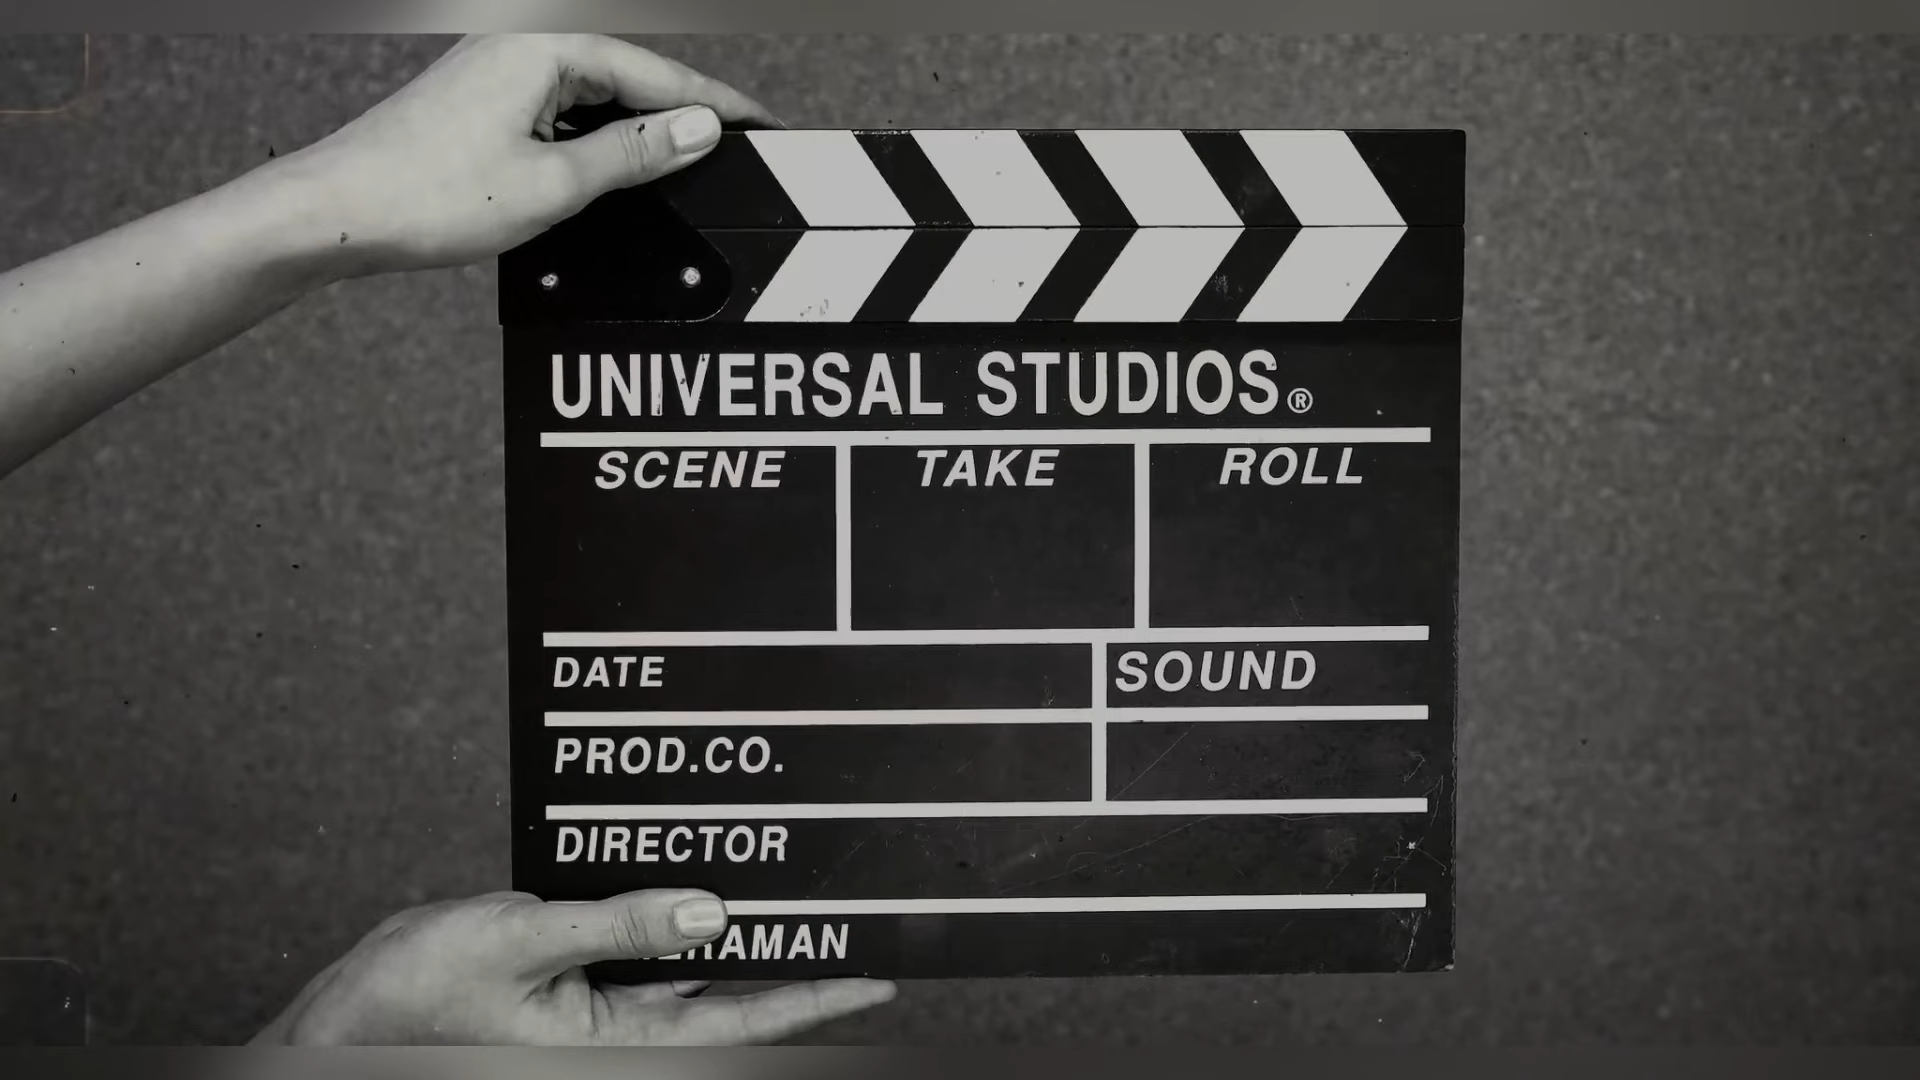 UNIVERSAL STUDIOS®
SCENE TAKE ROLL
DATE SOUND
PROD.CO.
DIRECTOR